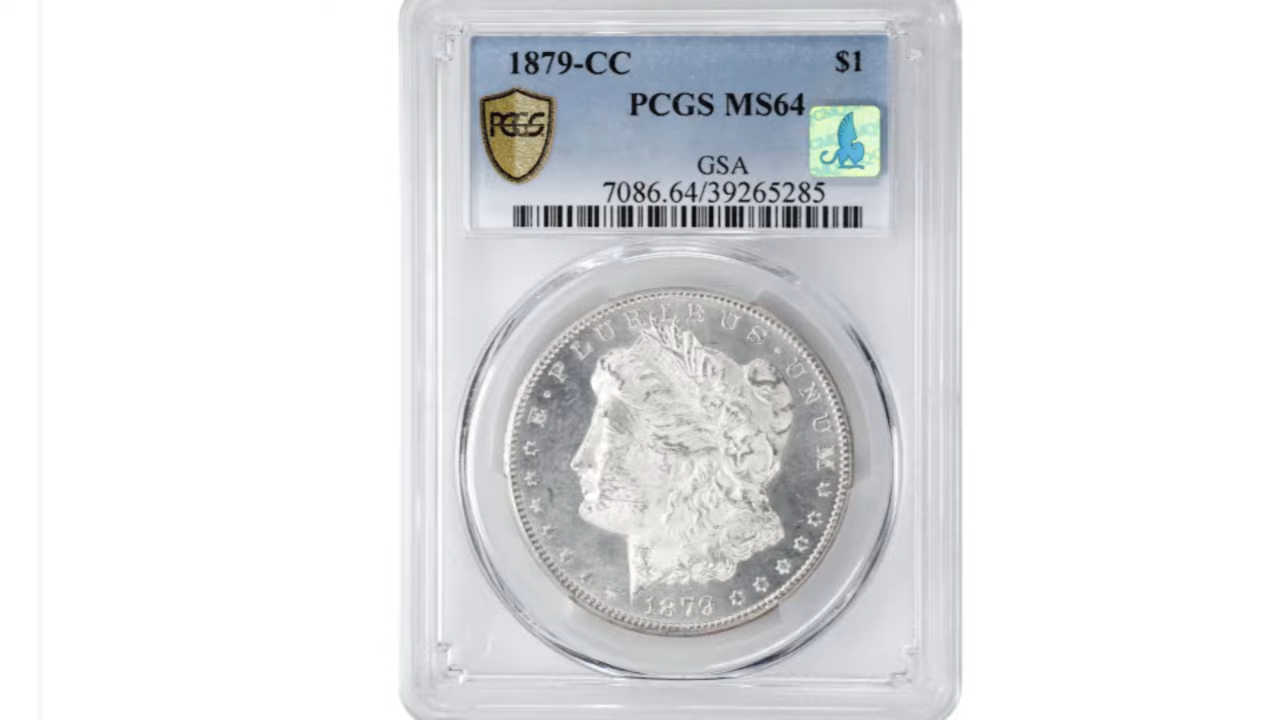 1879-CC $1
PCGS MS64
PCGS
GSA
7086.64/39265285
E·PLURIBUS·UNUM
1879